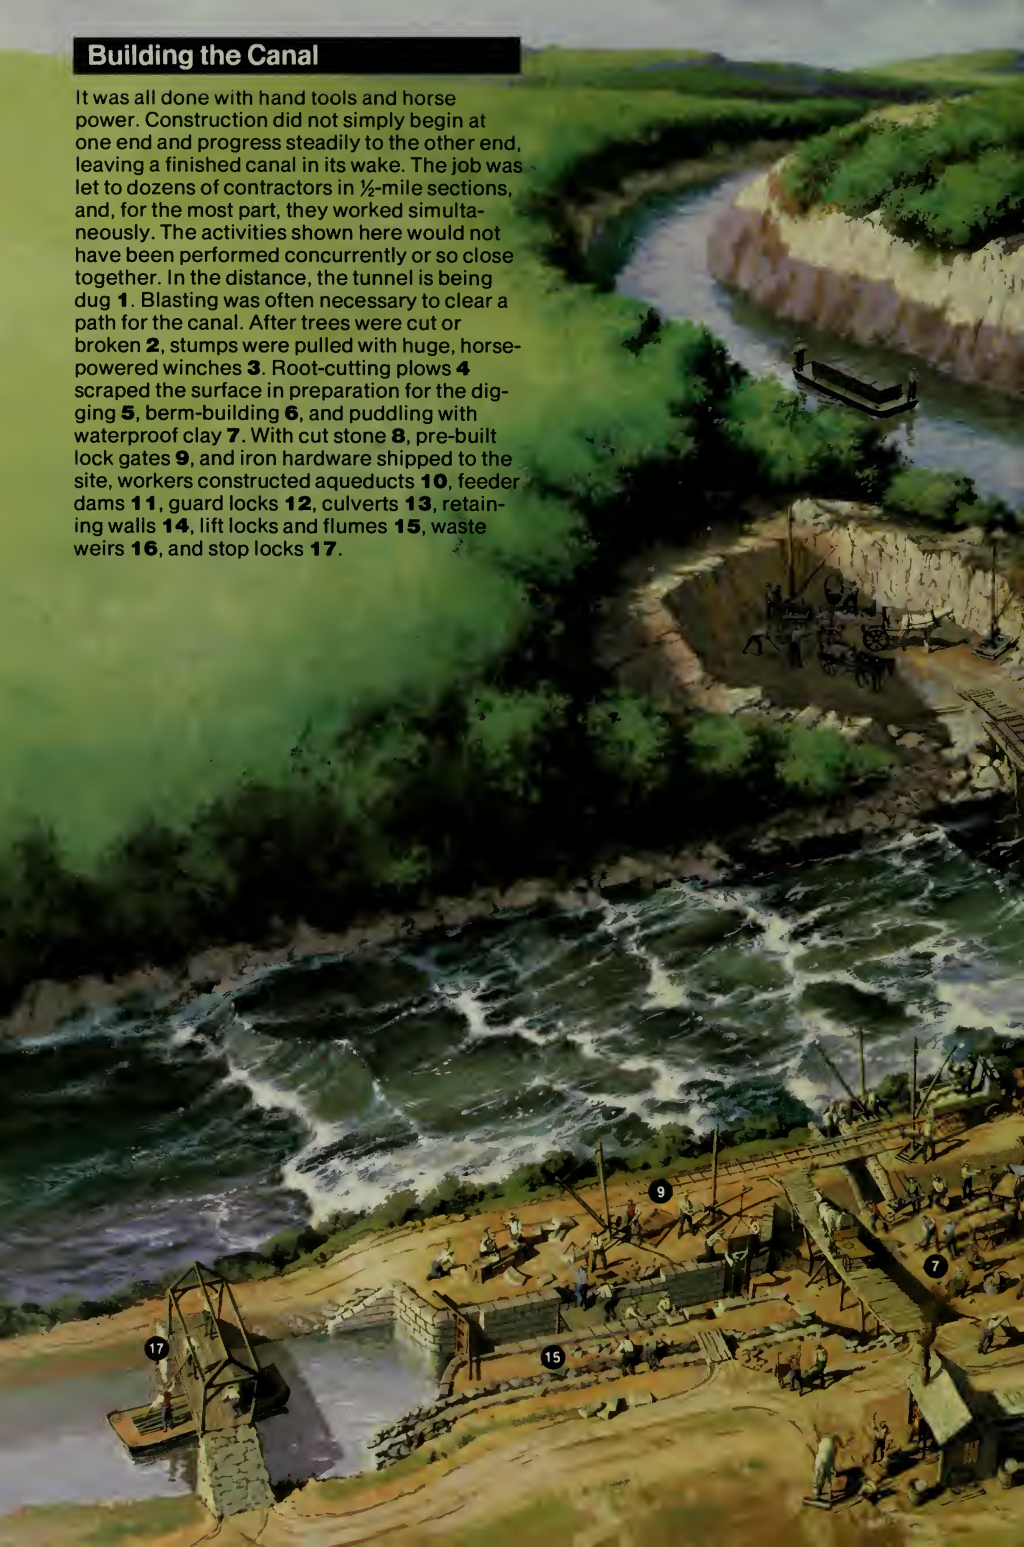 Building the Canal
It was all done with hand tools and horse
power. Construction did not simply begin at
one end and progress steadily to the other end,
leaving a finished canal in its wake. The job was
let to dozens of contractors in ½-mile sections,
and, for the most part, they worked simulta-
neously. The activities shown here would not
have been performed concurrently or so close
together. In the distance, the tunnel is being
dug 1. Blasting was often necessary to clear a
path for the canal. After trees were cut or
broken 2, stumps were pulled with huge, horse-
powered winches 3. Root-cutting plows 4
scraped the surface in preparation for the dig-
ging 5, berm-building 6, and puddling with
waterproof clay 7. With cut stone 8, pre-built
lock gates 9, and iron hardware shipped to the
site, workers constructed aqueducts 10, feeder
dams 11, guard locks 12, culverts 13, retain-
ing walls 14, lift locks and flumes 15, waste
weirs 16, and stop locks 17.
9
7
17
15